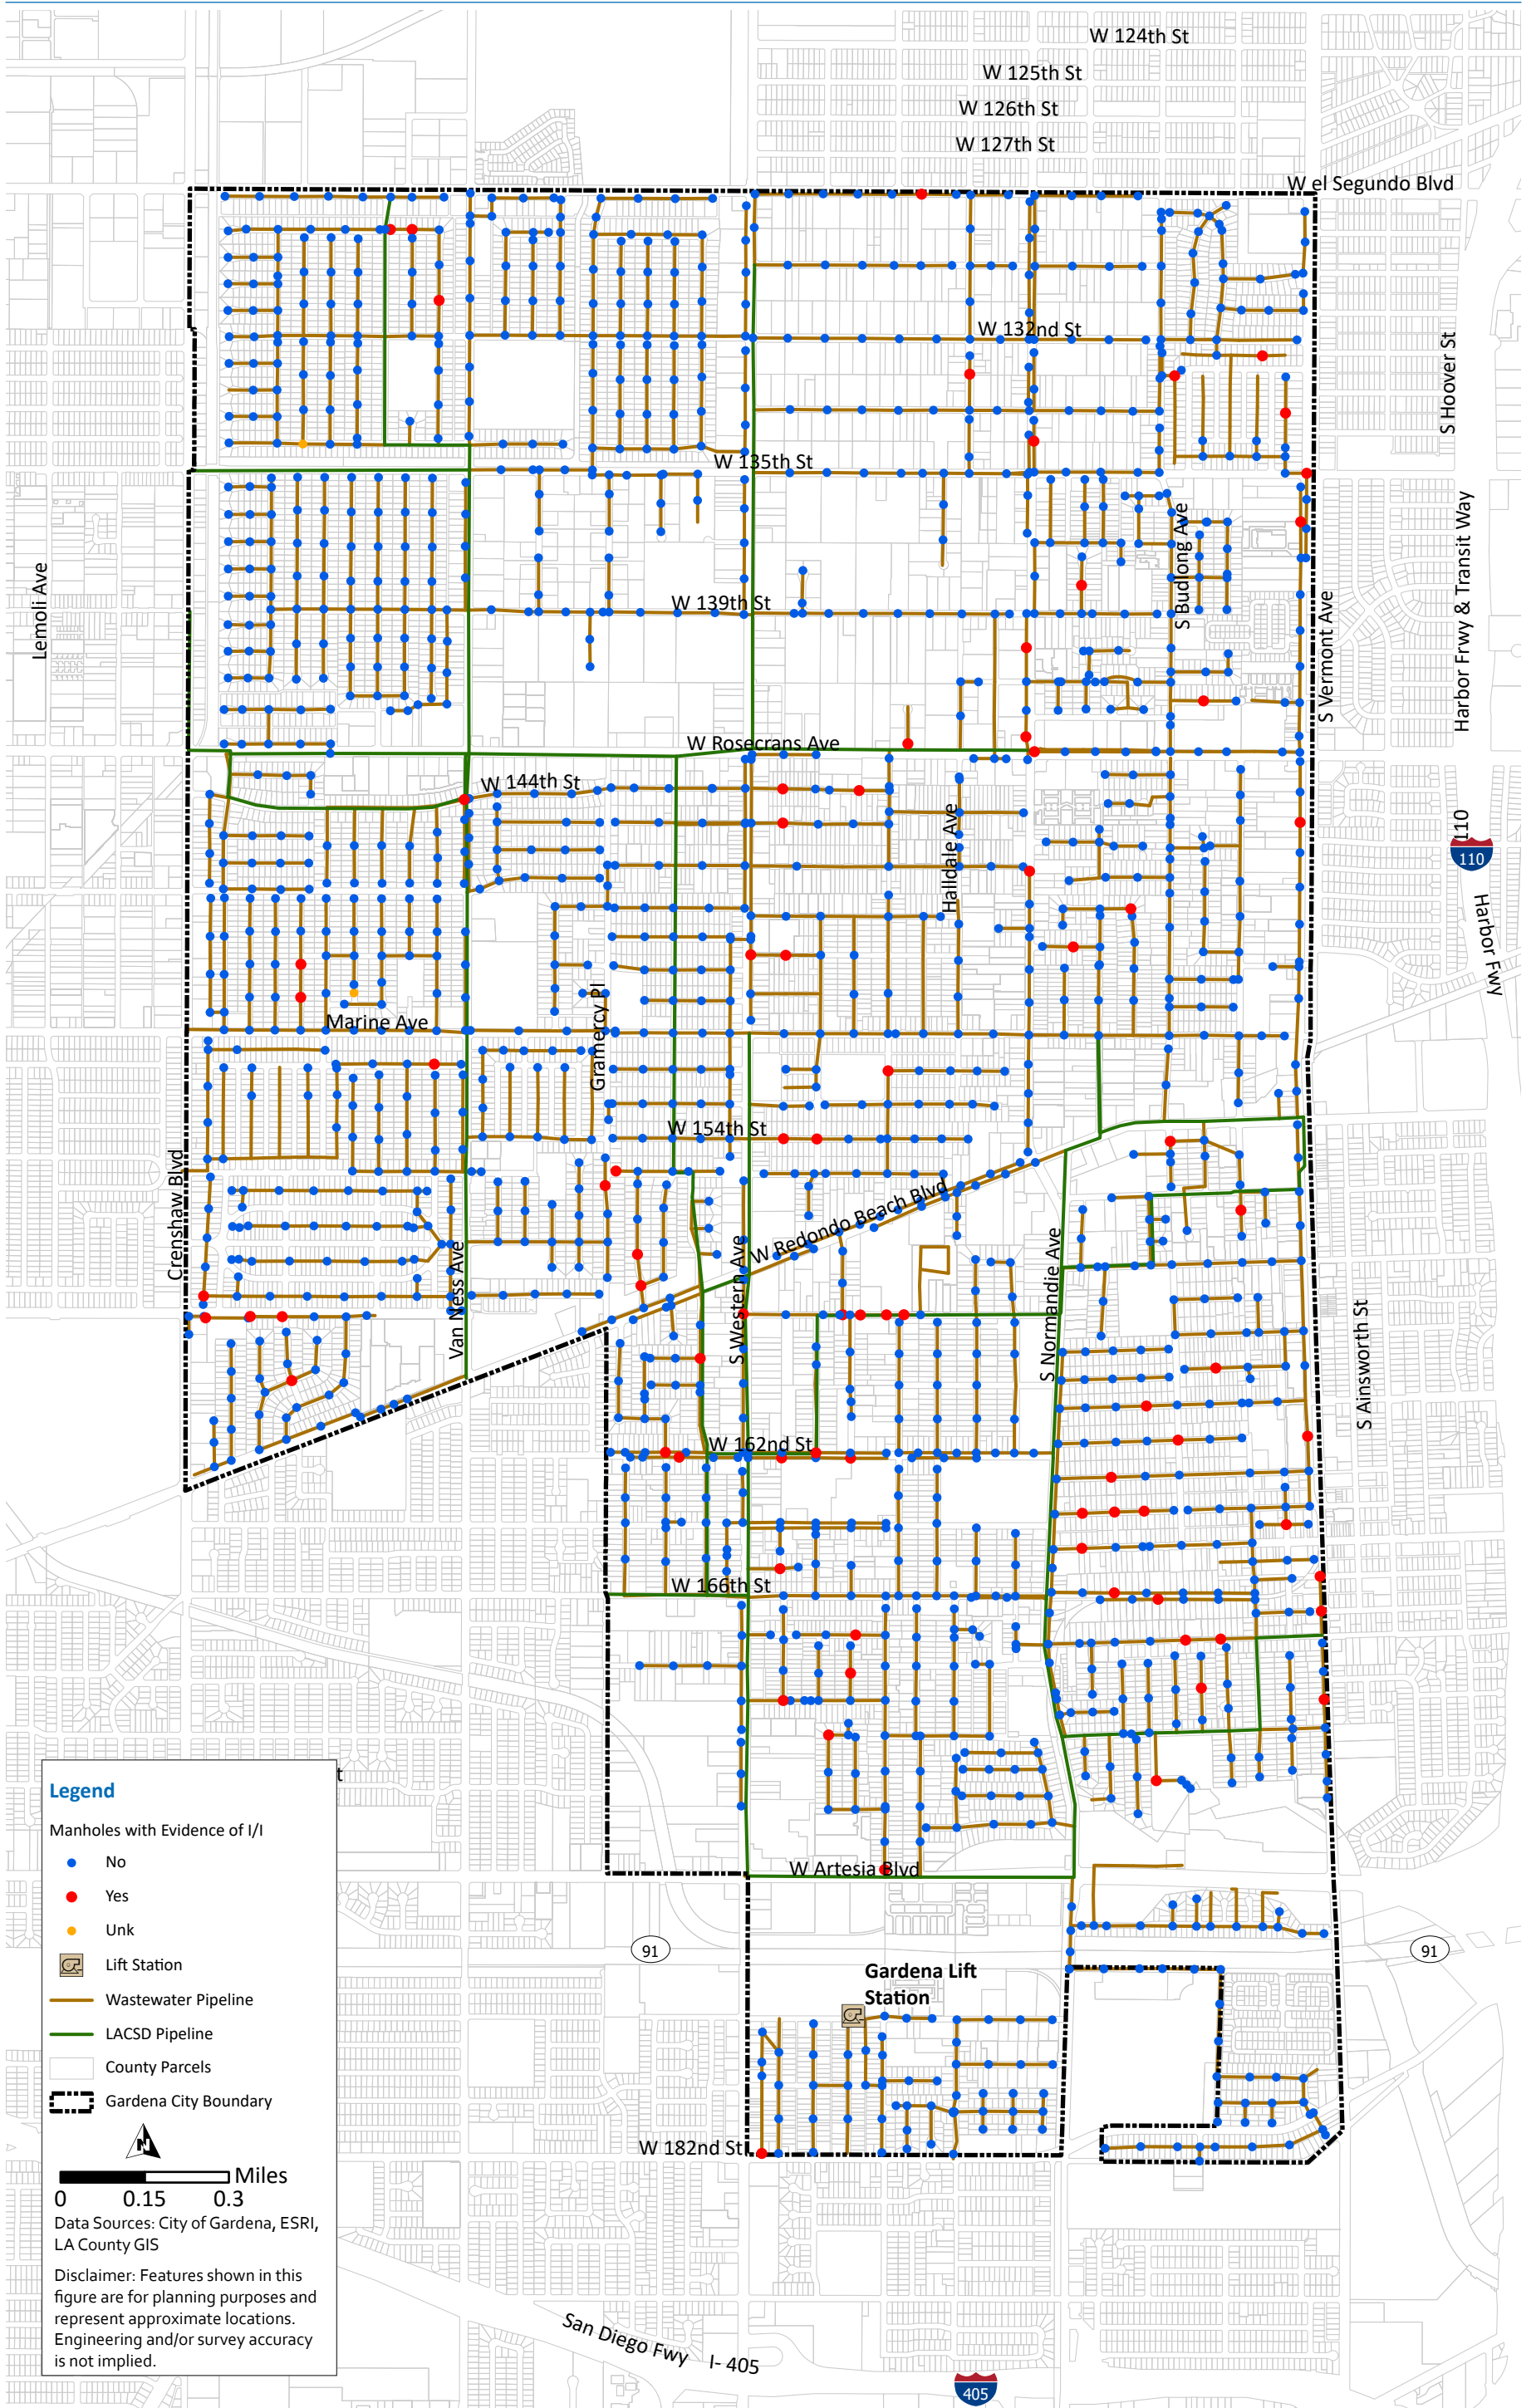 W 124th St
W 125th St
W 126th St
W 127th St
W el Segundo Blvd
W 132nd St
S Hoover St
W 135th St
S Budlong Ave
Harbor Frwy & Transit Way
Lemoli Ave
W 139th St
S Vermont Ave
W Rosecrans Ave
W 144th St
Halldale Ave
110
110
Harbor Fwy
Gramercy Pl
Marine Ave
W 154th St
Crenshaw Blvd
W Redondo Beach Blvd
Van Ness Ave
S Western Ave
S Normandie Ave
S Ainsworth St
W 162nd St
W 166th St
t
Legend
Manholes with Evidence of I/I
No
Yes
Unk
Lift Station
Wastewater Pipeline
LACSD Pipeline
County Parcels
Gardena City Boundary
N
Miles
0 0.15 0.3
Data Sources: City of Gardena, ESRI,
LA County GIS
Disclaimer: Features shown in this
figure are for planning purposes and
represent approximate locations.
Engineering and/or survey accuracy
is not implied.
W Artesia Blvd
91
91
Gardena Lift
Station
W 182nd St
San Diego Fwy I- 405
405